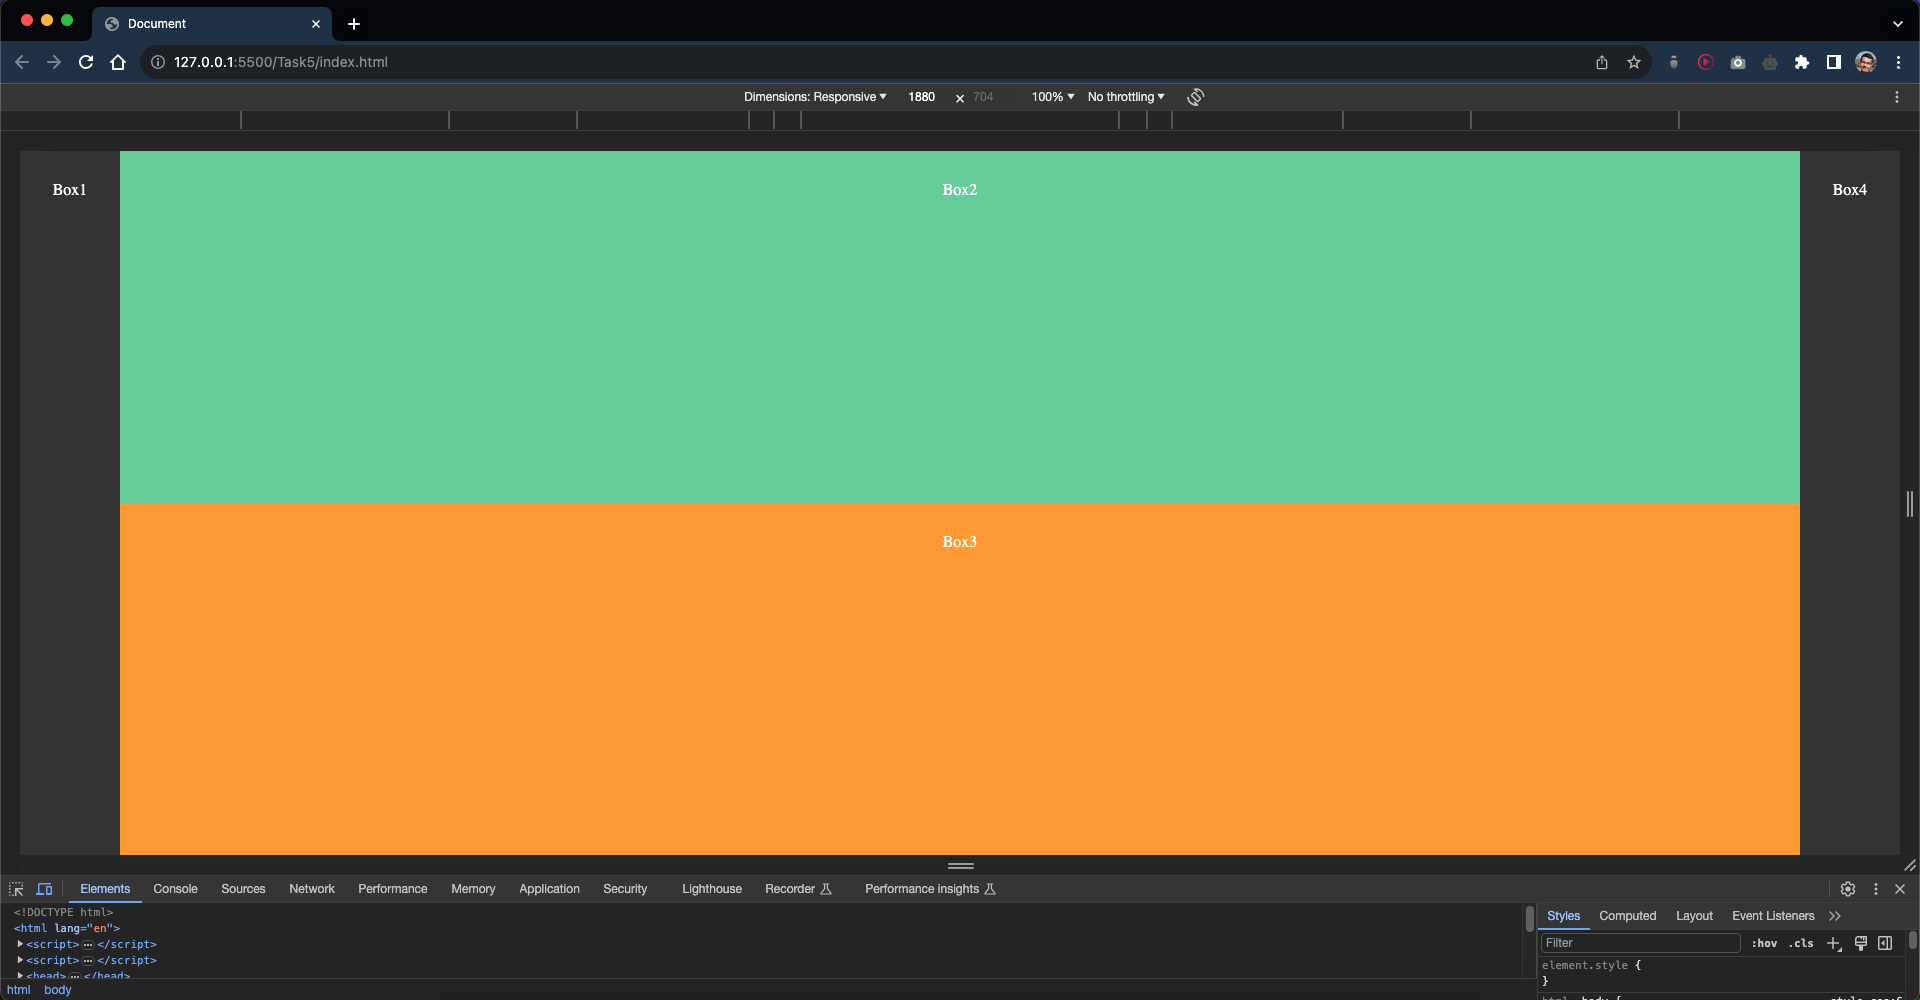 Document
127.0.0.1:5500/Task5/index.html
Dimensions: Responsive 1880 × 704 100% No throttling
Box1 Box2 Box4
Box3
Elements Console Sources Network Performance Memory Application Security Lighthouse Recorder Performance insights
<!DOCTYPE html>
<html lang="en">
<script>…</script>
<script>…</script>
<head>…</head>
html body
Styles Computed Layout Event Listeners
Filter :hov .cls
element.style {
}
html, body {